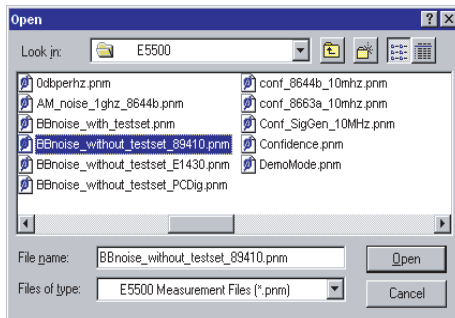 Open
Look in: E5500
0dbperhz.pnm
AM_noise_1ghz_8644b.pnm
BBnoise_with_testset.pnm
BBnoise_without_testset_89410.pnm
BBnoise_without_testset_E1430.pnm
BBnoise_without_testset_PCDig.pnm
conf_8644b_10mhz.pnm
conf_8663a_10mhz.pnm
Conf_SigGen_10MHz.pnm
Confidence.pnm
DemoMode.pnm
File name: BBnoise_without_testset_89410.pnm
Open
Files of type: E5500 Measurement Files (*.pnm)
Cancel